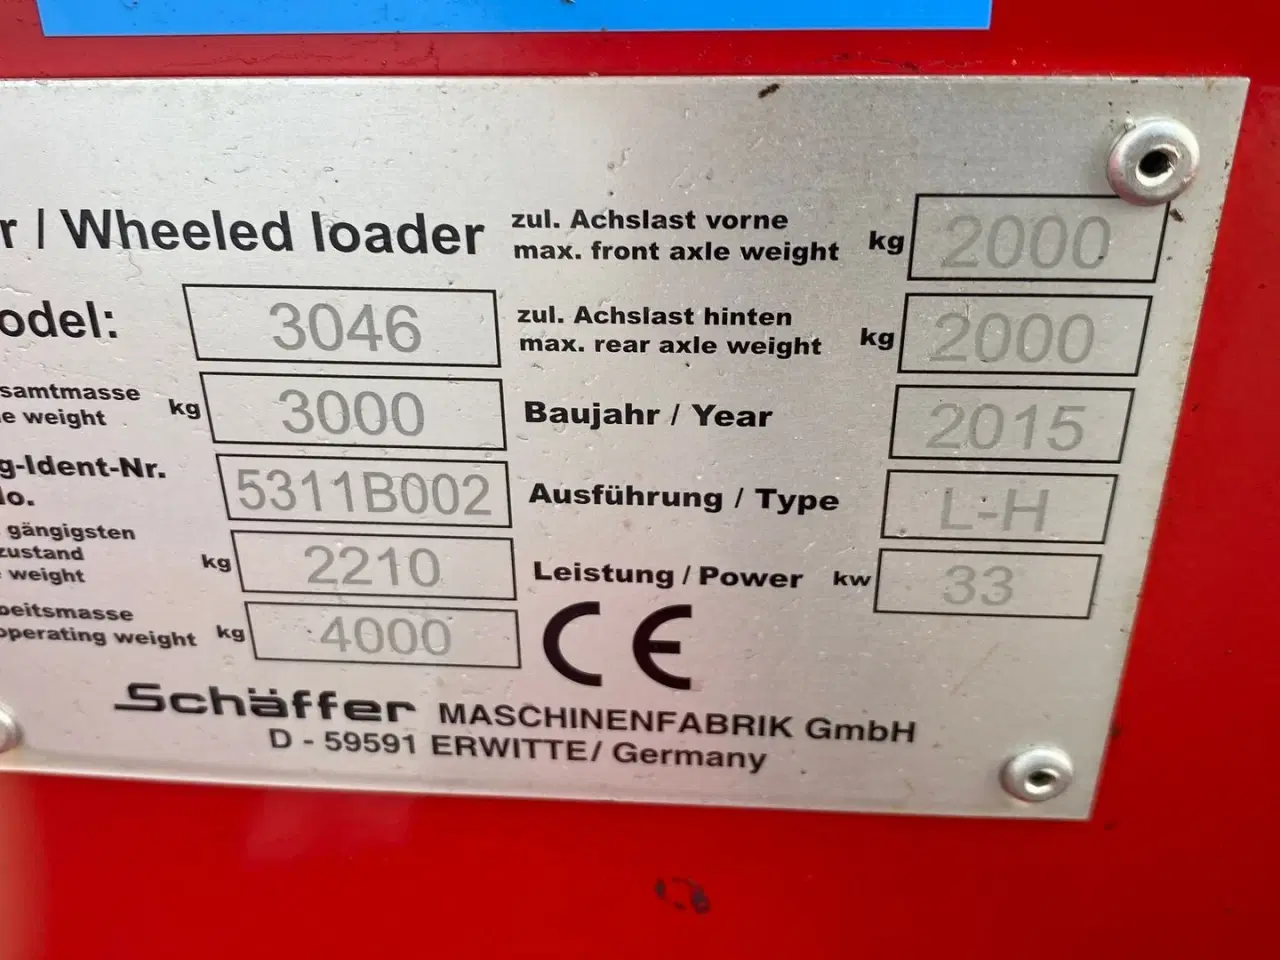 r / Wheeled loader
odel: 3046
samtmasse
e weight kg 3000
g-Ident-Nr.
lo. 5311B002
gängigsten
zustand
weight kg 2210
beitsmasse
operating weight kg 4000
zul. Achslast vorne
max. front axle weight kg 2000
zul. Achslast hinten
max. rear axle weight kg 2000
Baujahr / Year 2015
Ausführung / Type L-H
Leistung / Power kw 33
CE
Schäffer MASCHINENFABRIK GmbH
D - 59591 ERWITTE/ Germany